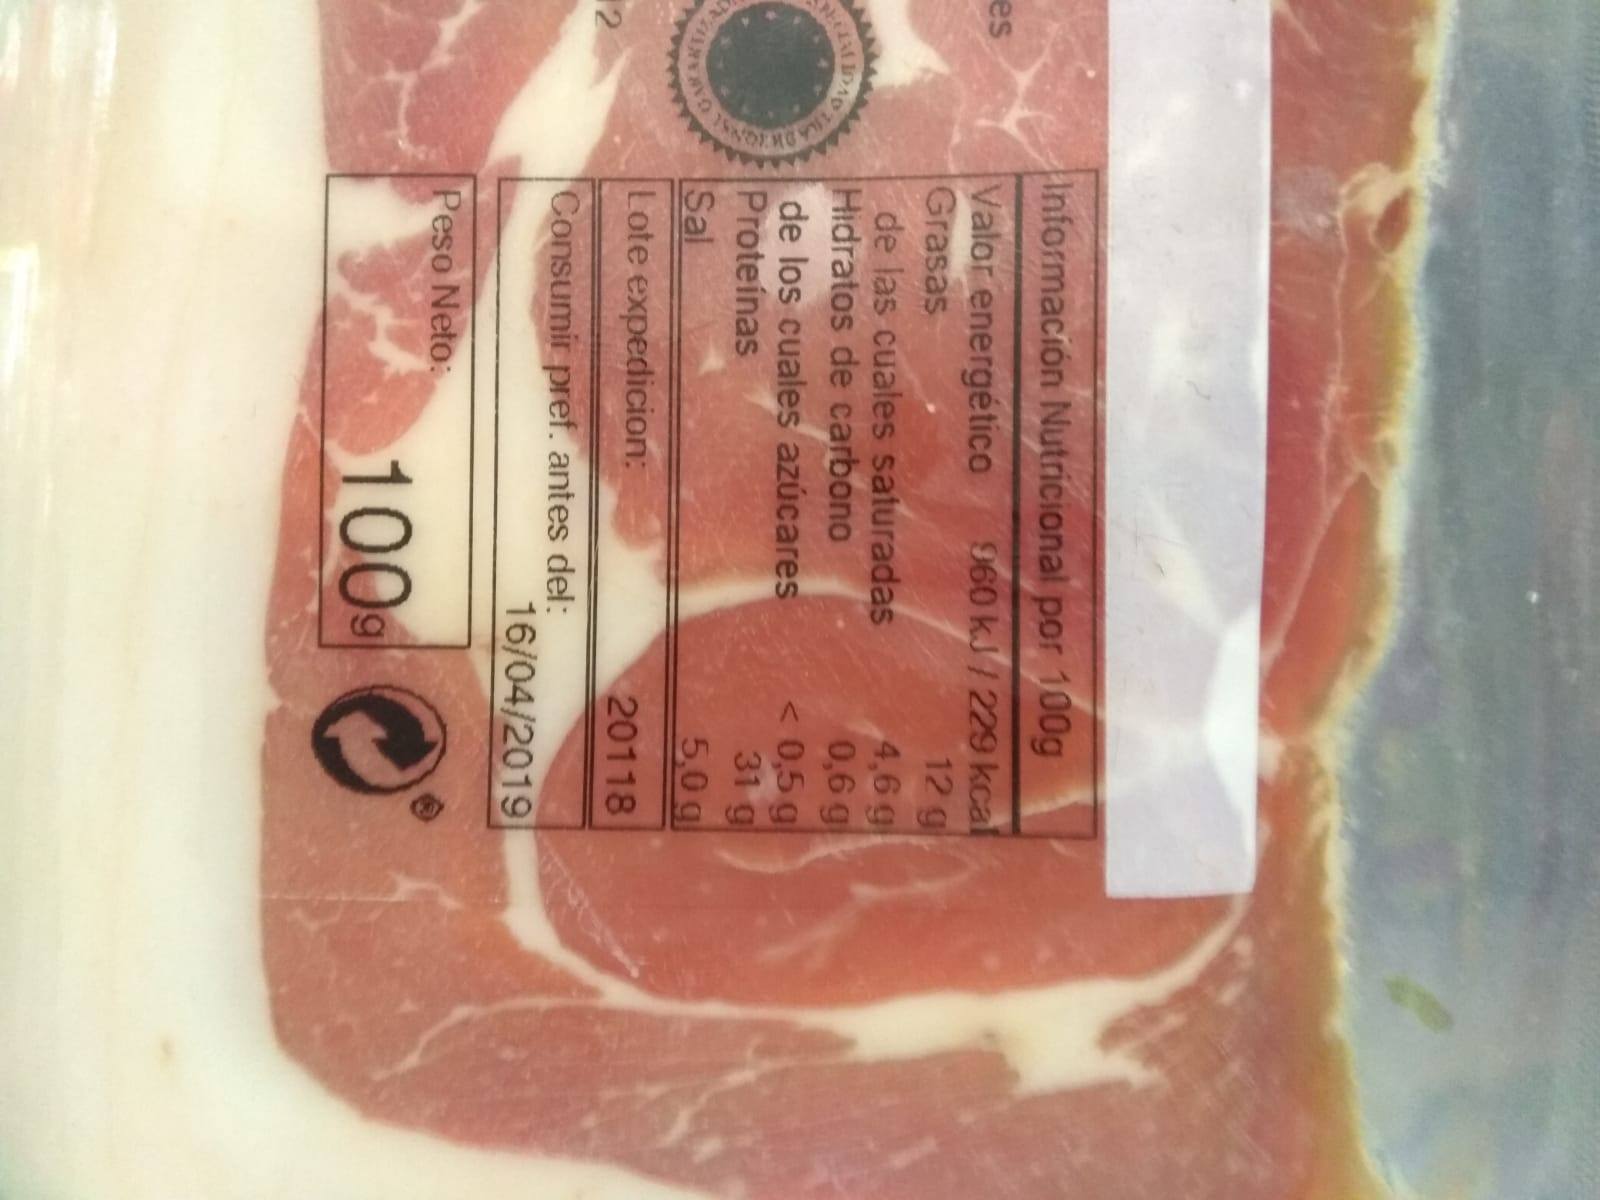 es
12
Información Nutricional por 100g
Valor energético 960 kJ / 229 kcal
Grasas 12 g
de las cuales saturadas 4,6 g
Hidratos de carbono 0,6 g
de los cuales azúcares < 0,5 g
Proteínas 31 g
Sal 5,0 g
Lote expedicion: 20118
Consumir pref. antes del:
16/04/2019
Peso Neto:
100g
®